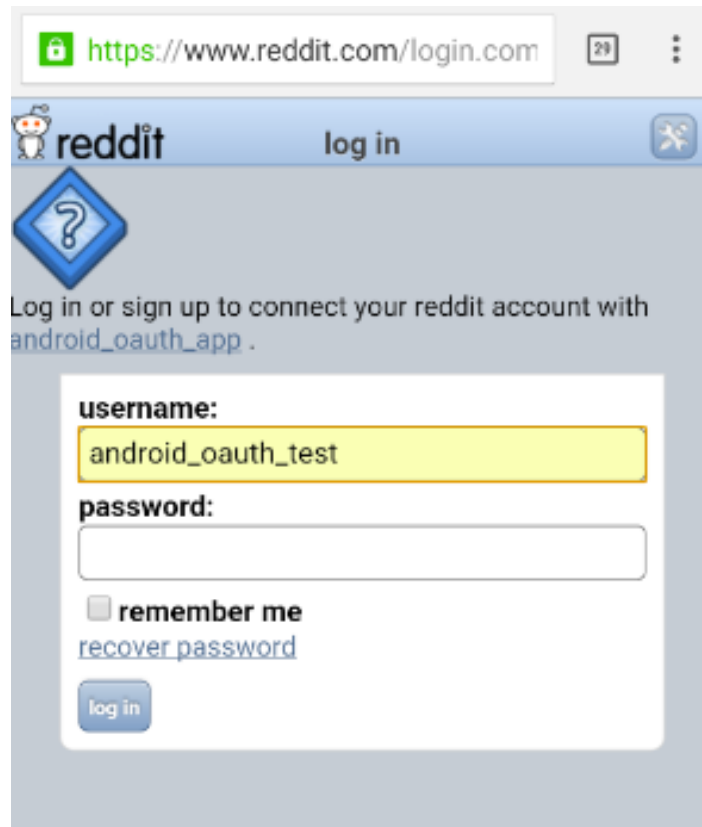 https://www.reddit.com/login.com
29
reddit
log in
?
Log in or sign up to connect your reddit account with
android_oauth_app .
username:
android_oauth_test
password:
remember me
recover password
log in